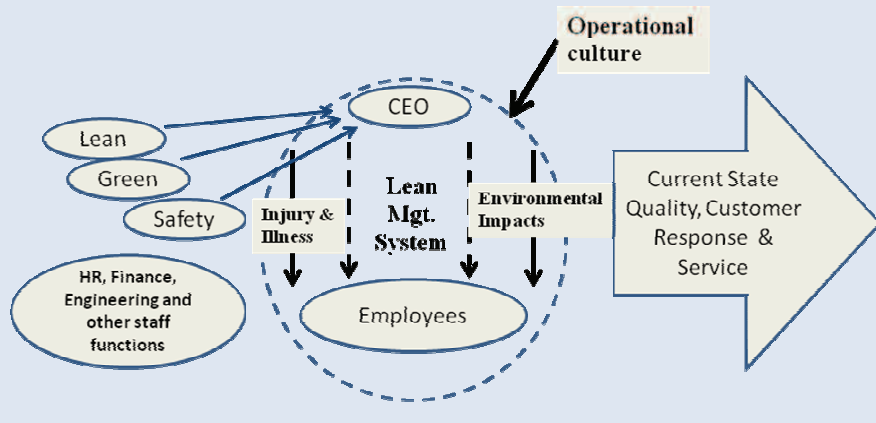 Operational
culture
CEO
Lean
Green
Safety
Injury &
Illness
Lean
Mgt.
System
Environmental
Impacts
Current State
Quality, Customer
Response &
Service
HR, Finance,
Engineering and
other staff
functions
Employees